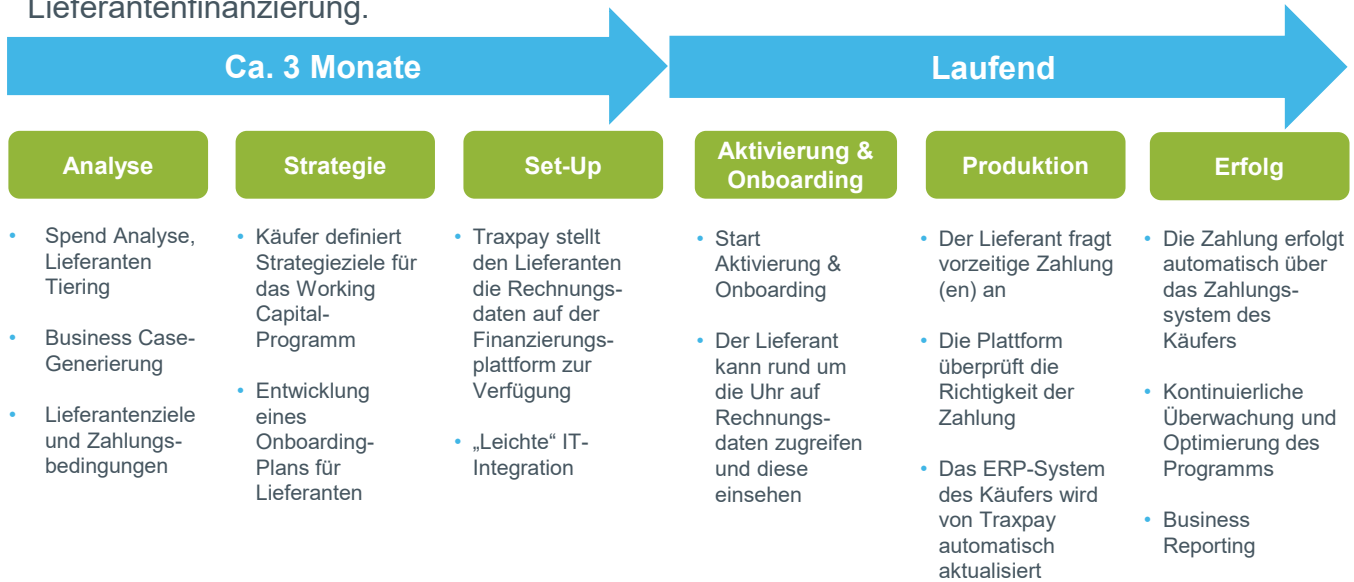 Lieferantenfinanzierung.
Ca. 3 Monate
Laufend
Analyse
Strategie
Set-Up
Aktivierung &
Onboarding
Produktion
Erfolg
• Spend Analyse,
Lieferanten
Tiering
• Business Case-
Generierung
• Lieferantenziele
und Zahlungs-
bedingungen
• Käufer definiert
Strategieziele für
das Working
Capital-
Programm
• Entwicklung
eines
Onboarding-
Plans für
Lieferanten
• Traxpay stellt
den Lieferanten
die Rechnungs-
daten auf der
Finanzierungs-
plattform zur
Verfügung
• „Leichte“ IT-
Integration
• Start
Aktivierung &
Onboarding
• Der Lieferant
kann rund um
die Uhr auf
Rechnungs-
daten zugreifen
und diese
einsehen
• Der Lieferant fragt
vorzeitige Zahlung
(en) an
• Die Plattform
überprüft die
Richtigkeit der
Zahlung
• Das ERP-System
des Käufers wird
von Traxpay
automatisch
aktualisiert
• Die Zahlung erfolgt
automatisch über
das Zahlungs-
system des
Käufers
• Kontinuierliche
Überwachung und
Optimierung des
Programms
• Business
Reporting